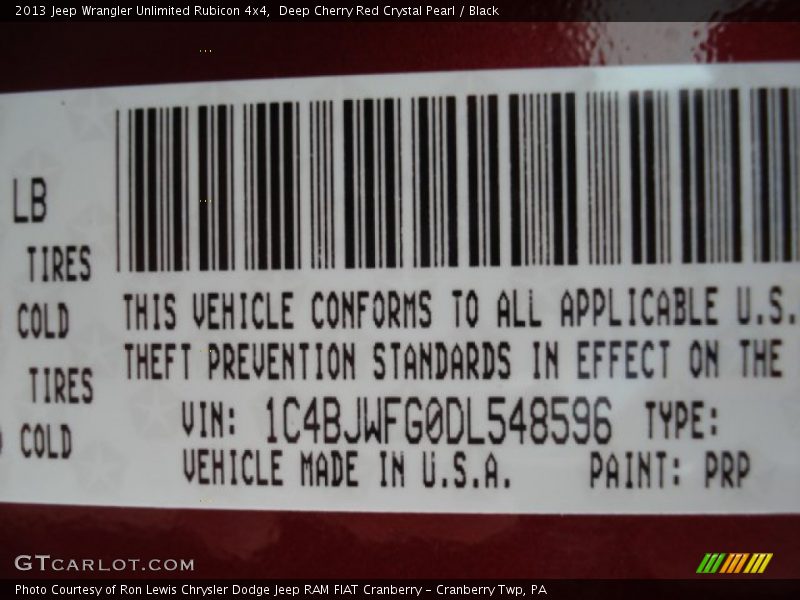 2013 Jeep Wrangler Unlimited Rubicon 4x4, Deep Cherry Red Crystal Pearl / Black
LB
TIRES
COLD
TIRES
COLD
THIS VEHICLE CONFORMS TO ALL APPLICABLE U.S.
THEFT PREVENTION STANDARDS IN EFFECT ON THE
VIN: 1C4BJWFG0DL548596 TYPE:
VEHICLE MADE IN U.S.A. PAINT: PRP
GTCARLOT.COM
Photo Courtesy of Ron Lewis Chrysler Dodge Jeep RAM FIAT Cranberry - Cranberry Twp, PA